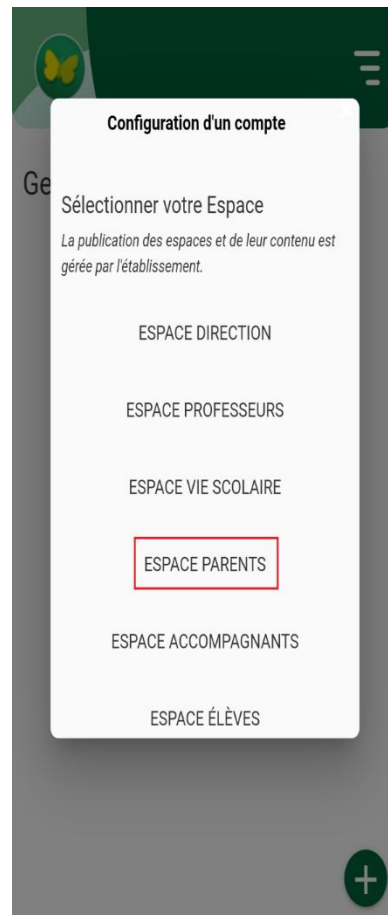 Configuration d'un compte
Ge
Sélectionner votre Espace
La publication des espaces et de leur contenu est
gérée par l'établissement.
ESPACE DIRECTION
ESPACE PROFESSEURS
ESPACE VIE SCOLAIRE
ESPACE PARENTS
ESPACE ACCOMPAGNANTS
ESPACE ÉLÈVES